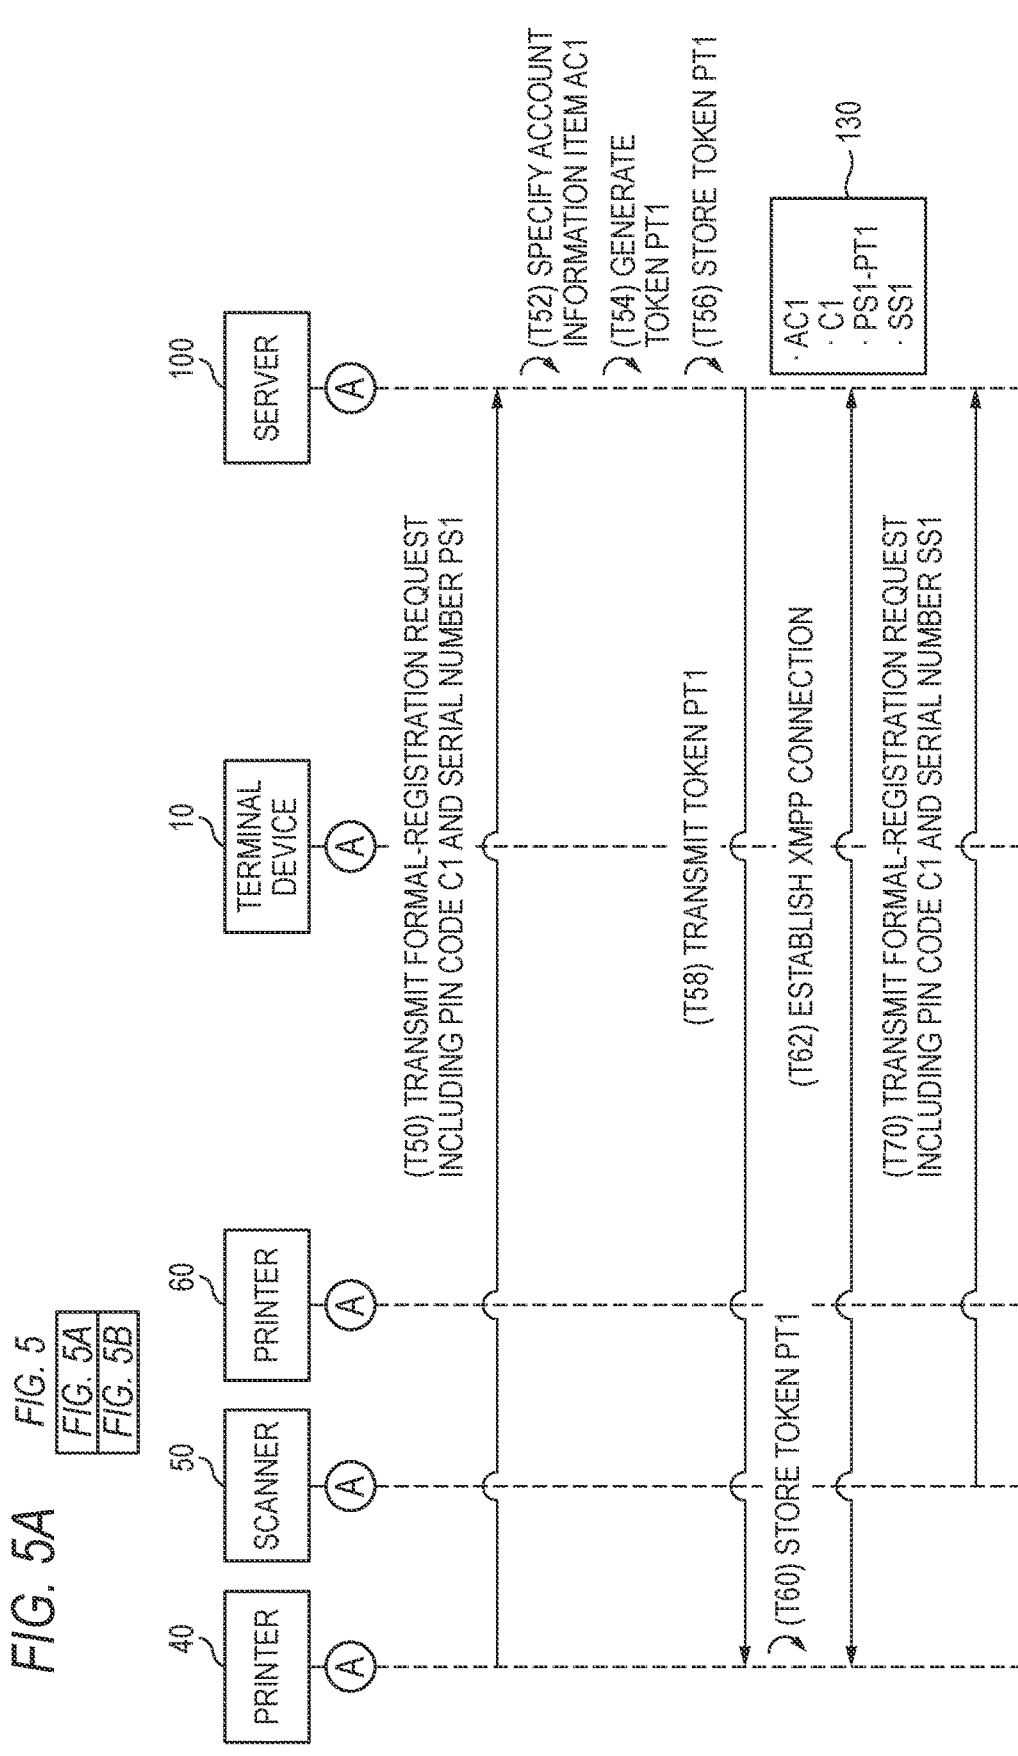 FIG. 5A
FIG. 5
FIG. 5A
FIG. 5B
40
50
60
10
100
PRINTER
SCANNER
PRINTER
TERMINAL
DEVICE
SERVER
A
A
A
A
A
(T50) TRANSMIT FORMAL-REGISTRATION REQUEST
INCLUDING PIN CODE C1 AND SERIAL NUMBER PS1
(T52) SPECIFY ACCOUNT
INFORMATION ITEM AC1
(T54) GENERATE
TOKEN PT1
(T56) STORE TOKEN PT1
(T58) TRANSMIT TOKEN PT1
(T60) STORE TOKEN PT1
130
· AC1
· C1
· PS1-PT1
· SS1
(T62) ESTABLISH XMPP CONNECTION
(T70) TRANSMIT FORMAL-REGISTRATION REQUEST
INCLUDING PIN CODE C1 AND SERIAL NUMBER SS1